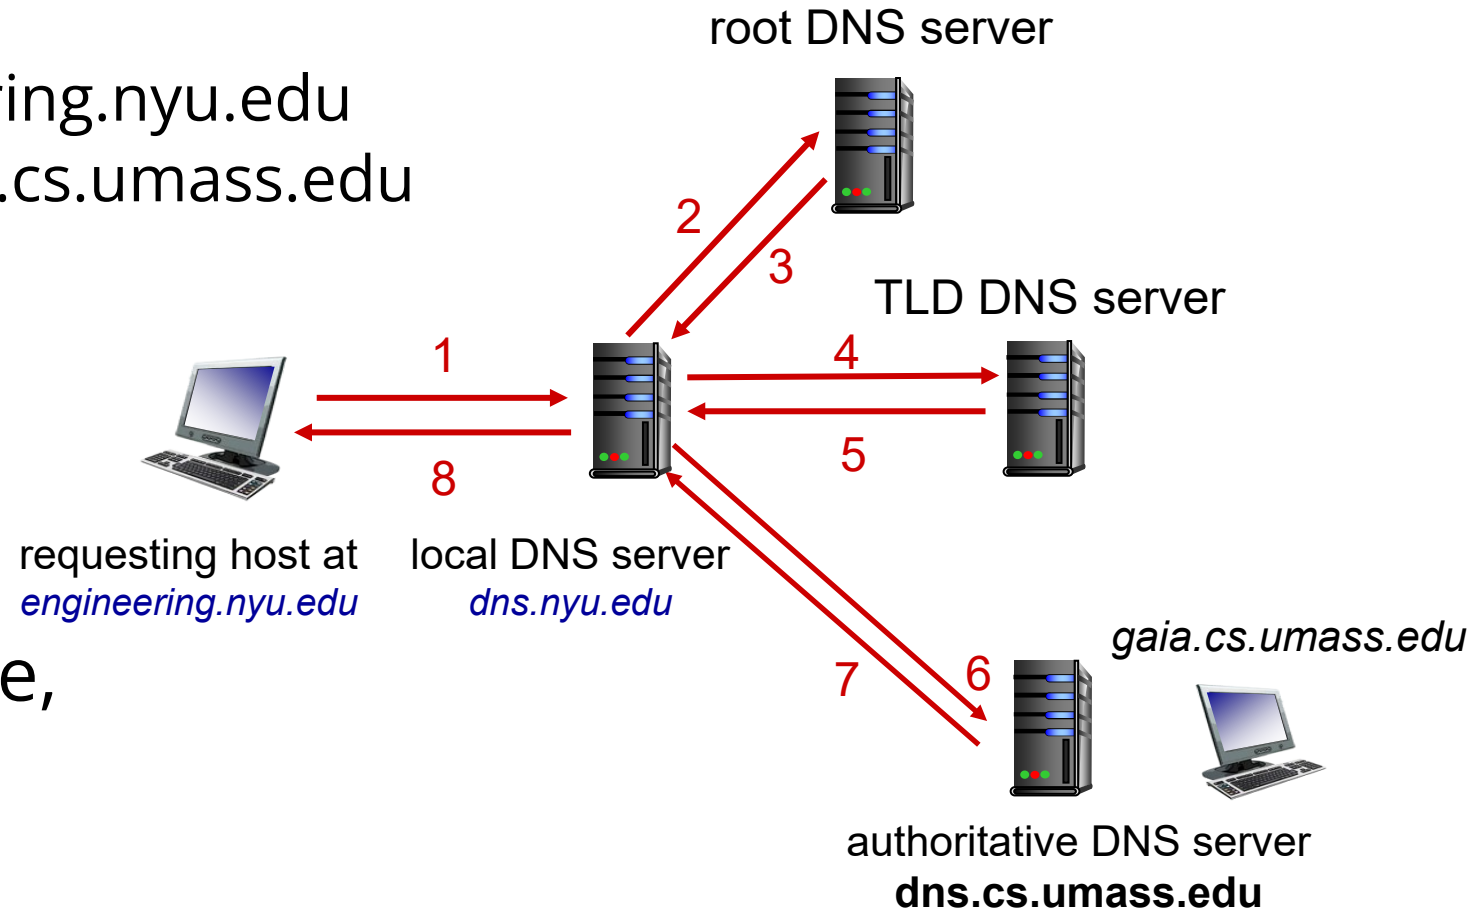 root DNS server
ring.nyu.edu
.cs.umass.edu
2
3
TLD DNS server
1
4
8
5
requesting host at
engineering.nyu.edu
local DNS server
dns.nyu.edu
gaia.cs.umass.edu
e,
7
6
authoritative DNS server
dns.cs.umass.edu